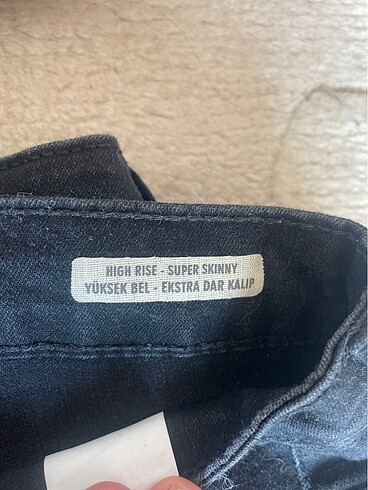 HIGH RISE - SUPER SKINNY
YÜKSEK BEL - EKSTRA DAR KALIP